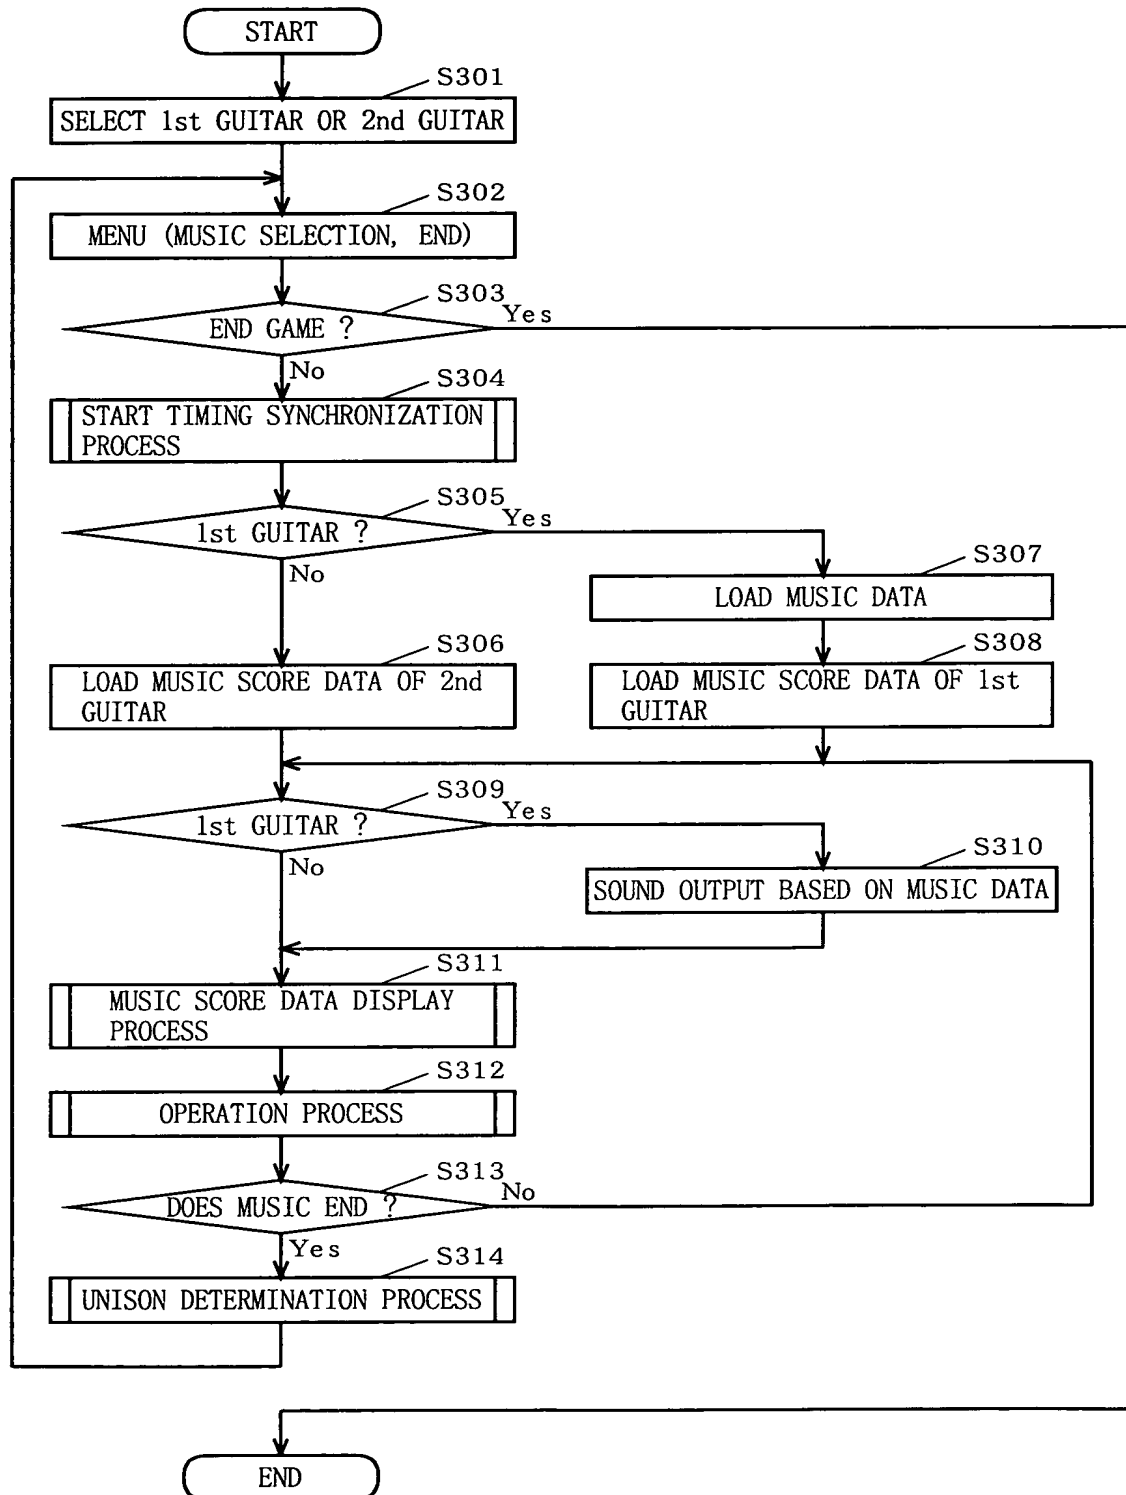 START
S301
SELECT 1st GUITAR OR 2nd GUITAR
S302
MENU (MUSIC SELECTION, END)
S303
END GAME ?
Yes
No
S304
START TIMING SYNCHRONIZATION
PROCESS
S305
1st GUITAR ?
Yes
No
S307
LOAD MUSIC DATA
S306
LOAD MUSIC SCORE DATA OF 2nd
GUITAR
S308
LOAD MUSIC SCORE DATA OF 1st
GUITAR
S309
1st GUITAR ?
Yes
No
S310
SOUND OUTPUT BASED ON MUSIC DATA
S311
MUSIC SCORE DATA DISPLAY
PROCESS
S312
OPERATION PROCESS
S313
DOES MUSIC END ?
No
Yes
S314
UNISON DETERMINATION PROCESS
END